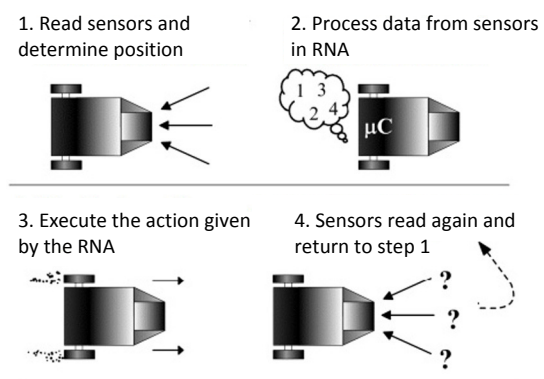 1. Read sensors and
determine position
2. Process data from sensors
in RNA
1 3
2 4
μC
3. Execute the action given
by the RNA
4. Sensors read again and
return to step 1
?
?
?